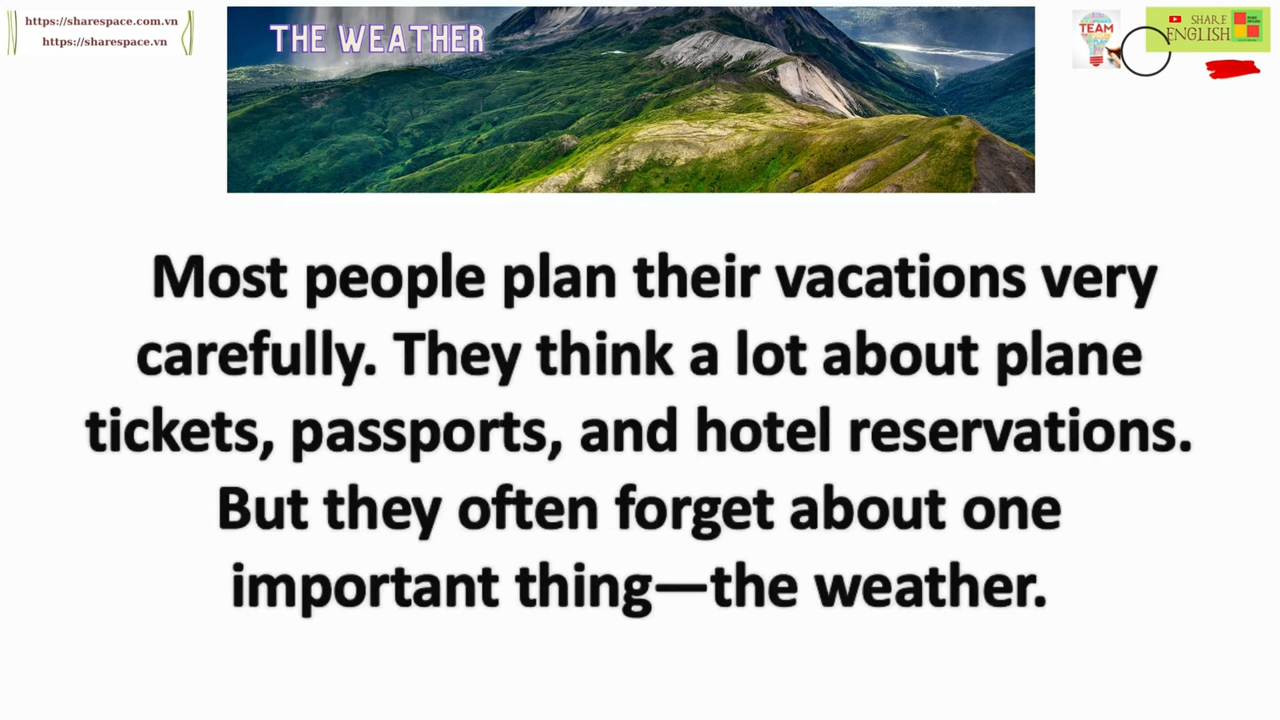 https://sharespace.com.vn
https://sharespace.vn
THE WEATHER
TEAM
SHARE
ENGLISH
Most people plan their vacations very
carefully. They think a lot about plane
tickets, passports, and hotel reservations.
But they often forget about one
important thing—the weather.